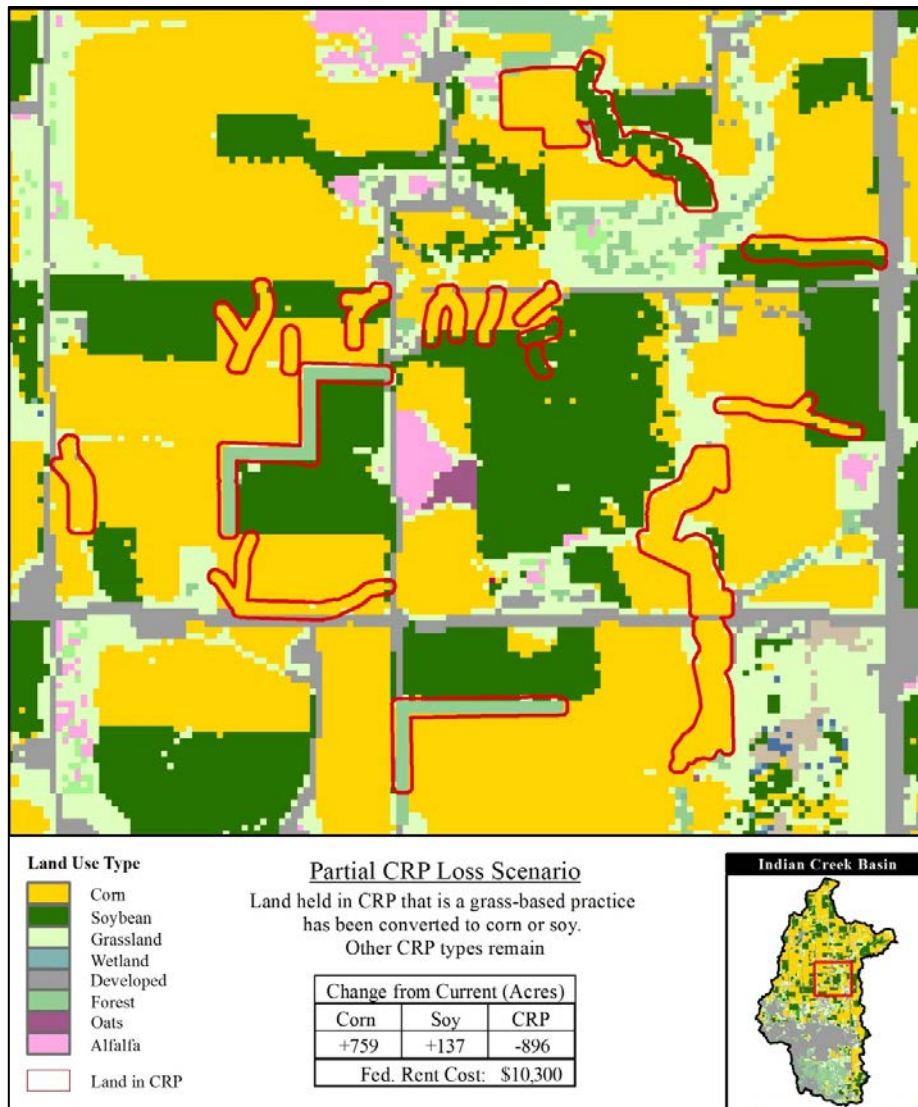 Land Use Type
Corn
Soybean
Grassland
Wetland
Developed
Forest
Oats
Alfalfa
Land in CRP
Partial CRP Loss Scenario
Land held in CRP that is a grass-based practice
has been converted to corn or soy.
Other CRP types remain
Change from Current (Acres)
Corn Soy CRP
+759 +137 -896
Fed. Rent Cost: $10,300
Indian Creek Basin